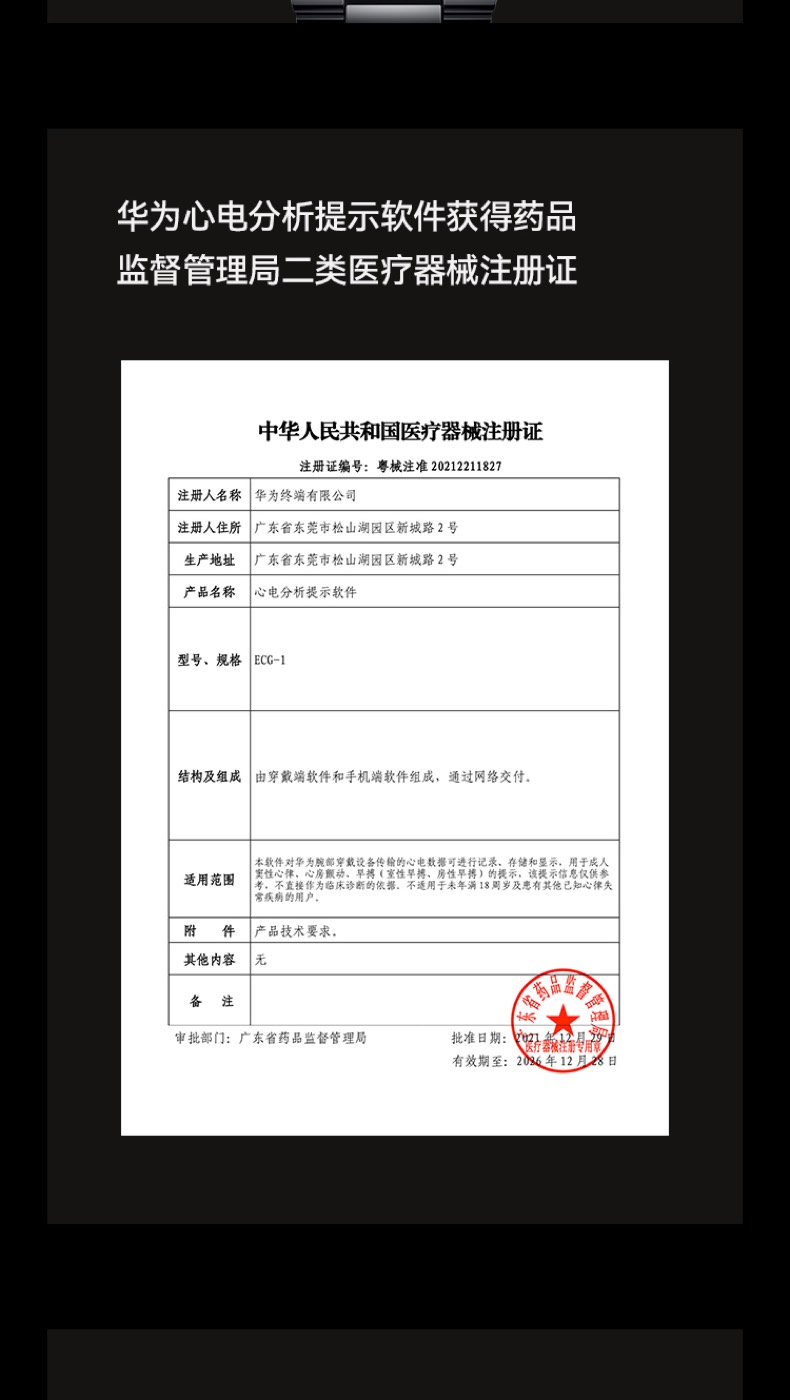 华为心电分析提示软件获得药品
监督管理局二类医疗器械注册证
中华人民共和国医疗器械注册证
注册证编号：粤械注准 20212211827
注册人名称 华为终端有限公司
注册人住所 广东省东莞市松山湖园区新城路 2 号
生产地址 广东省东莞市松山湖园区新城路 2 号
产品名称 心电分析提示软件
型号、规格 ECG-1
结构及组成 由穿戴端软件和手机端软件组成，通过网络交付。
适用范围
本软件对华为腕部穿戴设备传输的心电数据可进行记录、存储和显示，用于成人
窦性心律、心房颤动、早搏（室性早搏、房性早搏）的提示，该提示信息仅供参
考，不直接作为临床诊断的依据。不适用于未年满 18 周岁及患有其他已知心律失
常疾病的用户。
附 件 产品技术要求。
其他内容 无
备 注
广东省药品监督管理局
医疗器械注册专用章
审批部门：广东省药品监督管理局 批准日期：2021 年 12 月 29 日
有效期至：2026 年 12 月 28 日